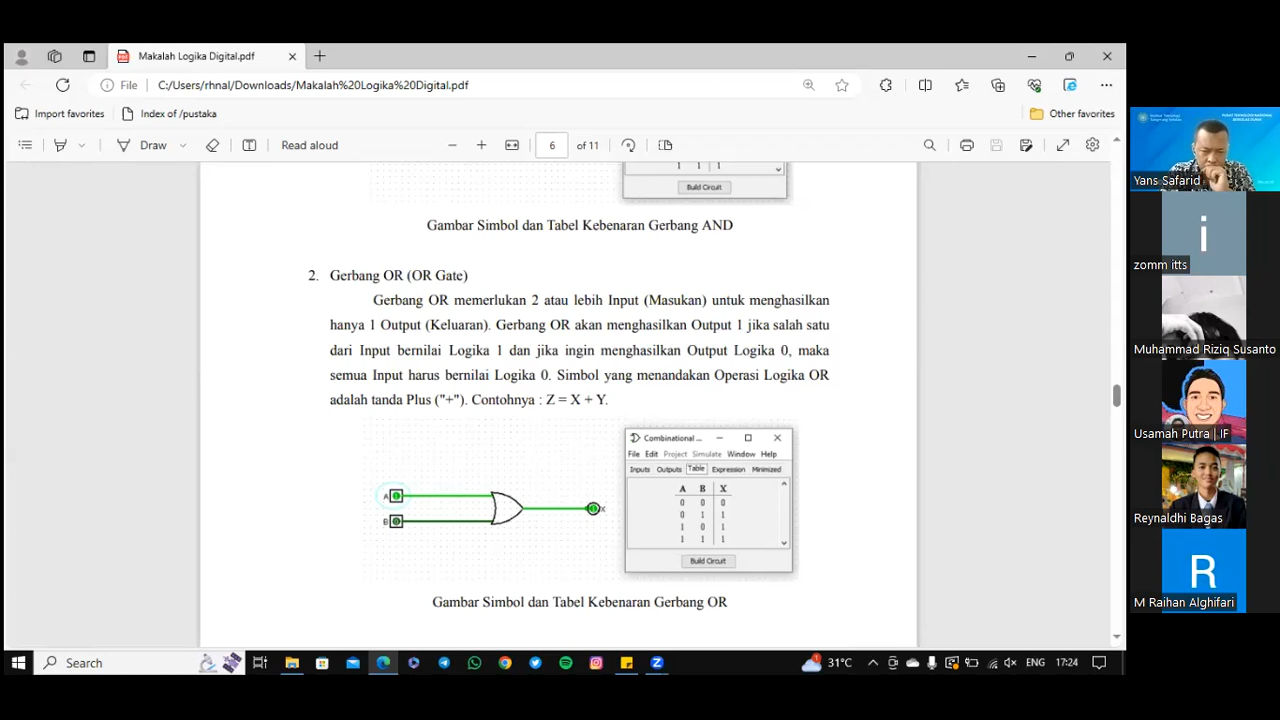 Makalah Logika Digital.pdf
File C:/Users/rhnal/Downloads/Makalah%20Logika%20Digital.pdf
Import favorites Index of /pustaka Other favorites
Draw Read aloud 6 of 11
1 1 1
Build Circuit
Gambar Simbol dan Tabel Kebenaran Gerbang AND
2. Gerbang OR (OR Gate)
Gerbang OR memerlukan 2 atau lebih Input (Masukan) untuk menghasilkan
hanya 1 Output (Keluaran). Gerbang OR akan menghasilkan Output 1 jika salah satu
dari Input bernilai Logika 1 dan jika ingin menghasilkan Output Logika 0, maka
semua Input harus bernilai Logika 0. Simbol yang menandakan Operasi Logika OR
adalah tanda Plus ("+"). Contohnya : Z = X + Y.
A
B
X
Combinational ...
File Edit Project Simulate Window Help
Inputs Outputs Table Expression Minimized
A B X
0 0 0
0 1 1
1 0 1
1 1 1
Build Circuit
Gambar Simbol dan Tabel Kebenaran Gerbang OR
Yans Safarid
i
zomm itts
Muhammad Riziq Susanto
Usamah Putra | IF
Reynaldhi Bagas
R
M Raihan Alghifari
Search
31°C ENG 17:24